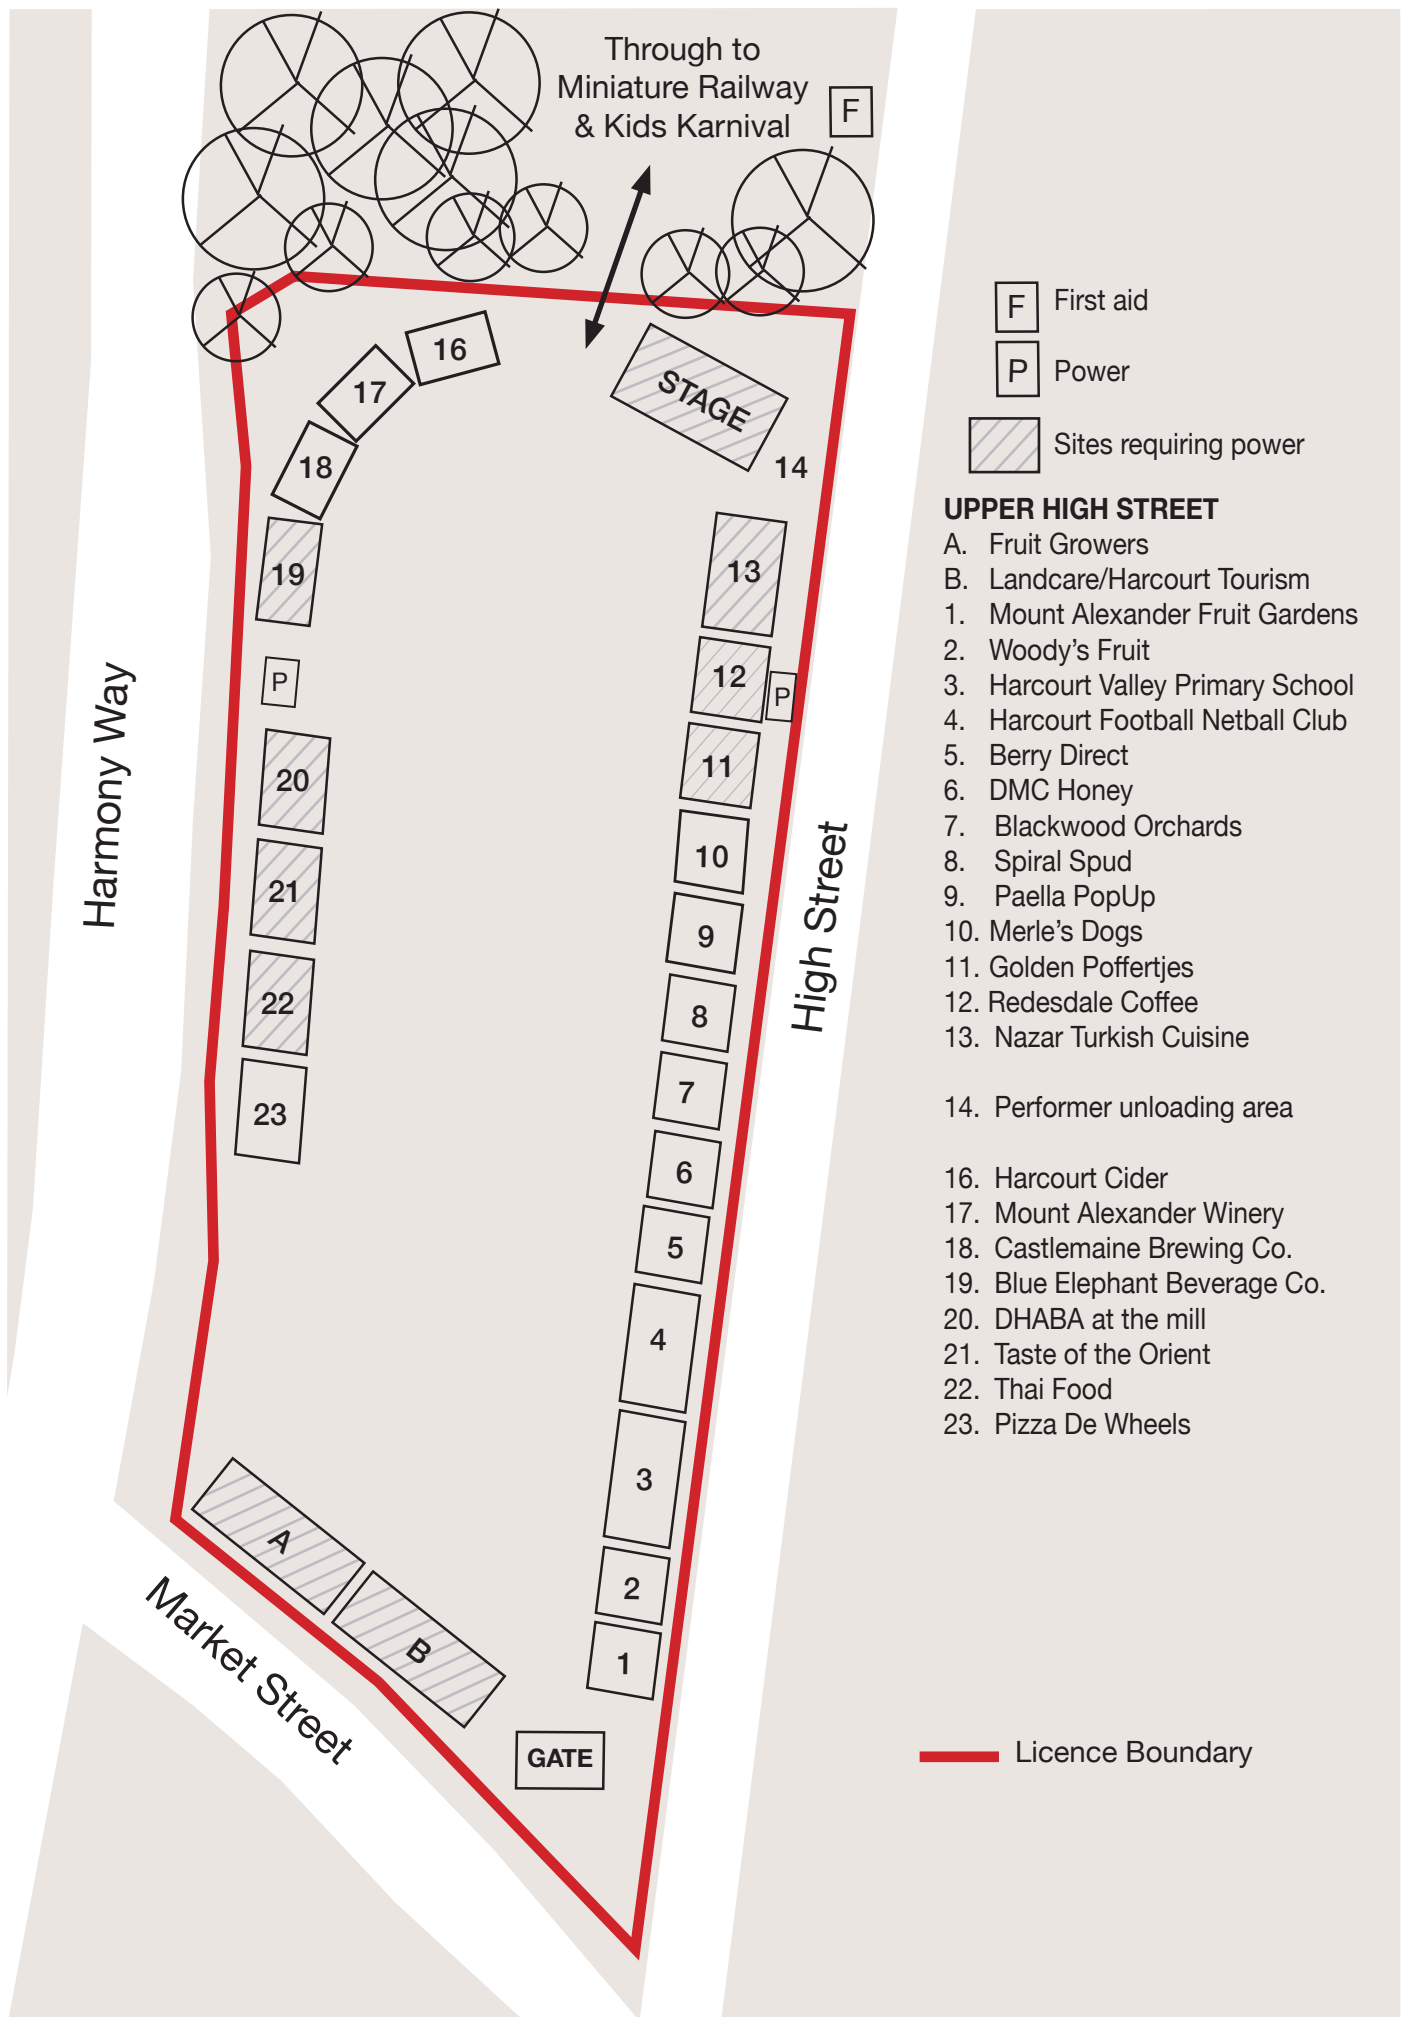 Through to
Miniature Railway
& Kids Karnival
F
16
17
STAGE
18
14
19
13
P
12
P
20
11
21
10
9
22
8
23
7
6
5
4
3
A
2
B
1
GATE
Harmony Way
High Street
Market Street
F First aid
P Power
Sites requiring power
UPPER HIGH STREET
A. Fruit Growers
B. Landcare/Harcourt Tourism
1. Mount Alexander Fruit Gardens
2. Woody’s Fruit
3. Harcourt Valley Primary School
4. Harcourt Football Netball Club
5. Berry Direct
6. DMC Honey
7. Blackwood Orchards
8. Spiral Spud
9. Paella PopUp
10. Merle’s Dogs
11. Golden Poffertjes
12. Redesdale Coffee
13. Nazar Turkish Cuisine
14. Performer unloading area
16. Harcourt Cider
17. Mount Alexander Winery
18. Castlemaine Brewing Co.
19. Blue Elephant Beverage Co.
20. DHABA at the mill
21. Taste of the Orient
22. Thai Food
23. Pizza De Wheels
Licence Boundary